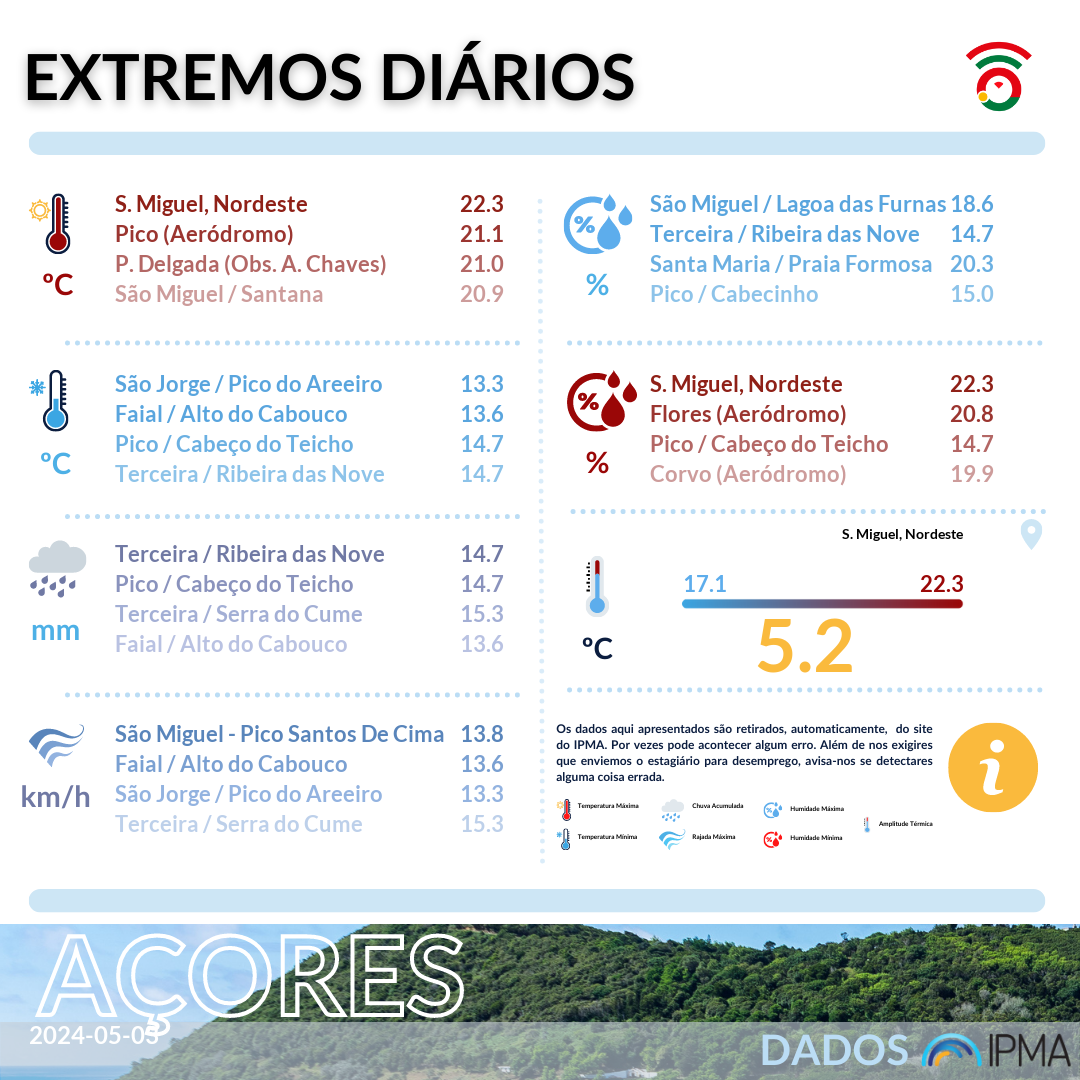 EXTREMOS DIÁRIOS
S. Miguel, Nordeste 22.3
Pico (Aeródromo) 21.1
P. Delgada (Obs. A. Chaves) 21.0
São Miguel / Santana 20.9
ºC
São Jorge / Pico do Areeiro 13.3
Faial / Alto do Cabouco 13.6
Pico / Cabeço do Teicho 14.7
Terceira / Ribeira das Nove 14.7
ºC
Terceira / Ribeira das Nove 14.7
Pico / Cabeço do Teicho 14.7
Terceira / Serra do Cume 15.3
Faial / Alto do Cabouco 13.6
mm
São Miguel - Pico Santos De Cima 13.8
Faial / Alto do Cabouco 13.6
São Jorge / Pico do Areeiro 13.3
Terceira / Serra do Cume 15.3
km/h
%
São Miguel / Lagoa das Furnas 18.6
Terceira / Ribeira das Nove 14.7
Santa Maria / Praia Formosa 20.3
Pico / Cabecinho 15.0
%
%
S. Miguel, Nordeste 22.3
Flores (Aeródromo) 20.8
Pico / Cabeço do Teicho 14.7
Corvo (Aeródromo) 19.9
%
S. Miguel, Nordeste
17.1 22.3
5.2
ºC
Os dados aqui apresentados são retirados, automaticamente, do site
do IPMA. Por vezes pode acontecer algum erro. Além de nos exigires
que enviemos o estagiário para desemprego, avisa-nos se detectares
alguma coisa errada.
i
Temperatura Máxima
Chuva Acumulada
Humidade Máxima
Amplitude Térmica
Temperatura Mínima
Rajada Máxima
Humidade Mínima
AÇORES
2024-05-05
DADOS IPMA